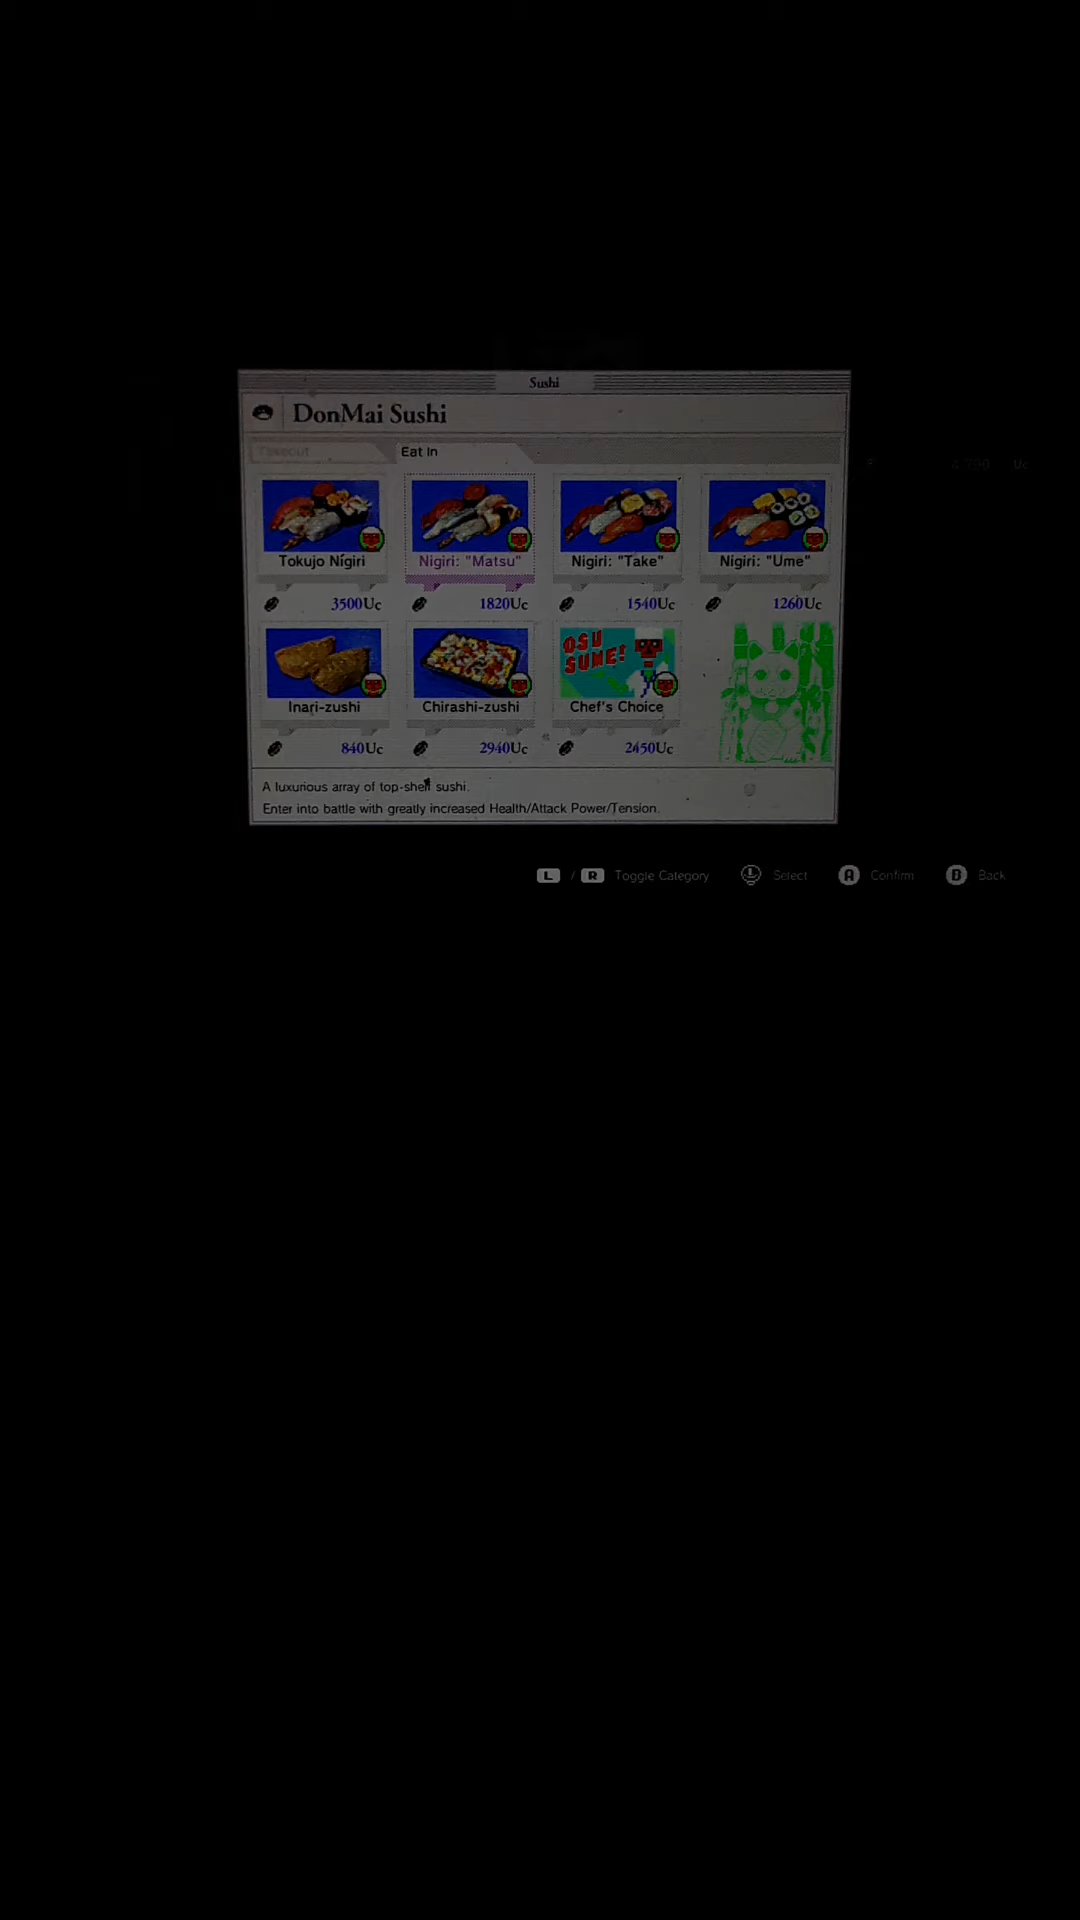 Sushi
DonMai Sushi
Takeout
Eat In
Tokujo Nigiri
Nigiri: "Matsu"
Nigiri: "Take"
Nigiri: "Ume"
3500Uc
1820Uc
1540Uc
1260Uc
OSU
SUME!
Inari-zushi
Chirashi-zushi
Chef's Choice
840Uc
2940Uc
2450Uc
A luxurious array of top-shelf sushi.
Enter into battle with greatly increased Health/Attack Power/Tension.
L / R Toggle Category Select A Confirm B Back